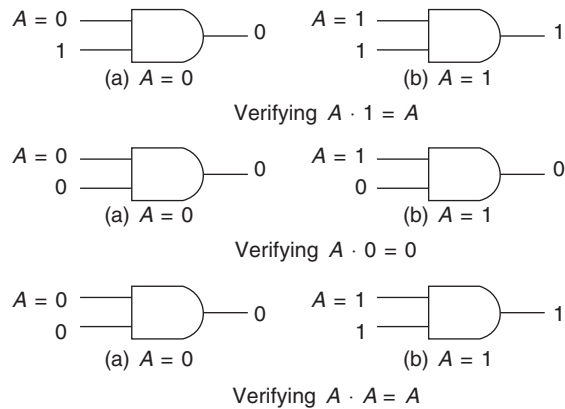 A = 0 0 A = 1 1
1 1
(a) A = 0 (b) A = 1
Verifying A · 1 = A
A = 0 0 A = 1 0
0 0
(a) A = 0 (b) A = 1
Verifying A · 0 = 0
A = 0 0 A = 1 1
0 1
(a) A = 0 (b) A = 1
Verifying A · A = A